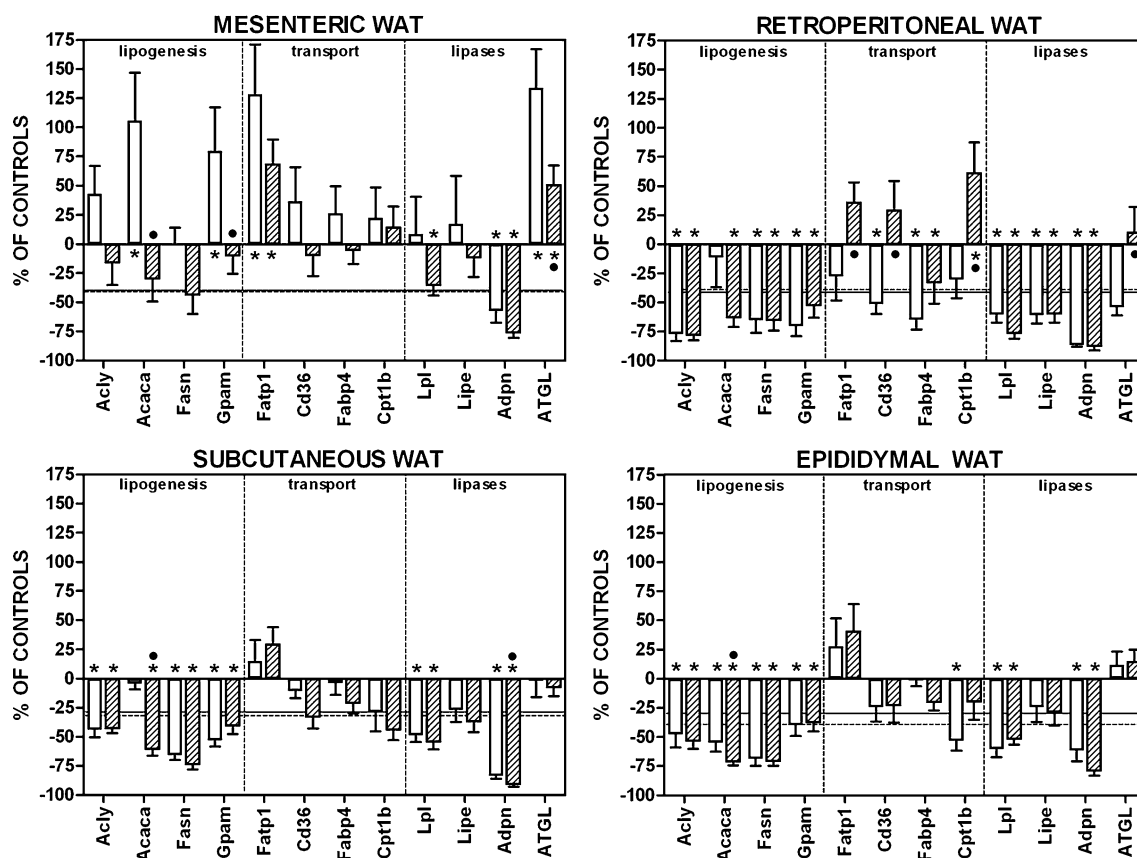 MESENTERIC WAT
% OF CONTROLS
175
150
125
100
75
50
25
0
-25
-50
-75
-100
lipogenesis transport lipases
* * * * * * * * *
Acly Acaca Fasn Gpam Fatp1 Cd36 Fabp4 Cpt1b Lpl Lipe Adpn ATGL
RETROPERITONEAL WAT
% OF CONTROLS
175
150
125
100
75
50
25
0
-25
-50
-75
-100
lipogenesis transport lipases
* * * * * * * * * * * * * * * * *
*
Acly Acaca Fasn Gpam Fatp1 Cd36 Fabp4 Cpt1b Lpl Lipe Adpn ATGL
SUBCUTANEOUS WAT
% OF CONTROLS
175
150
125
100
75
50
25
0
-25
-50
-75
-100
lipogenesis transport lipases
* * * * * * * * * * *
Acly Acaca Fasn Gpam Fatp1 Cd36 Fabp4 Cpt1b Lpl Lipe Adpn ATGL
EPIDIDYMAL WAT
% OF CONTROLS
175
150
125
100
75
50
25
0
-25
-50
-75
-100
lipogenesis transport lipases
* * * * * * * * * * * * *
Acly Acaca Fasn Gpam Fatp1 Cd36 Fabp4 Cpt1b Lpl Lipe Adpn ATGL